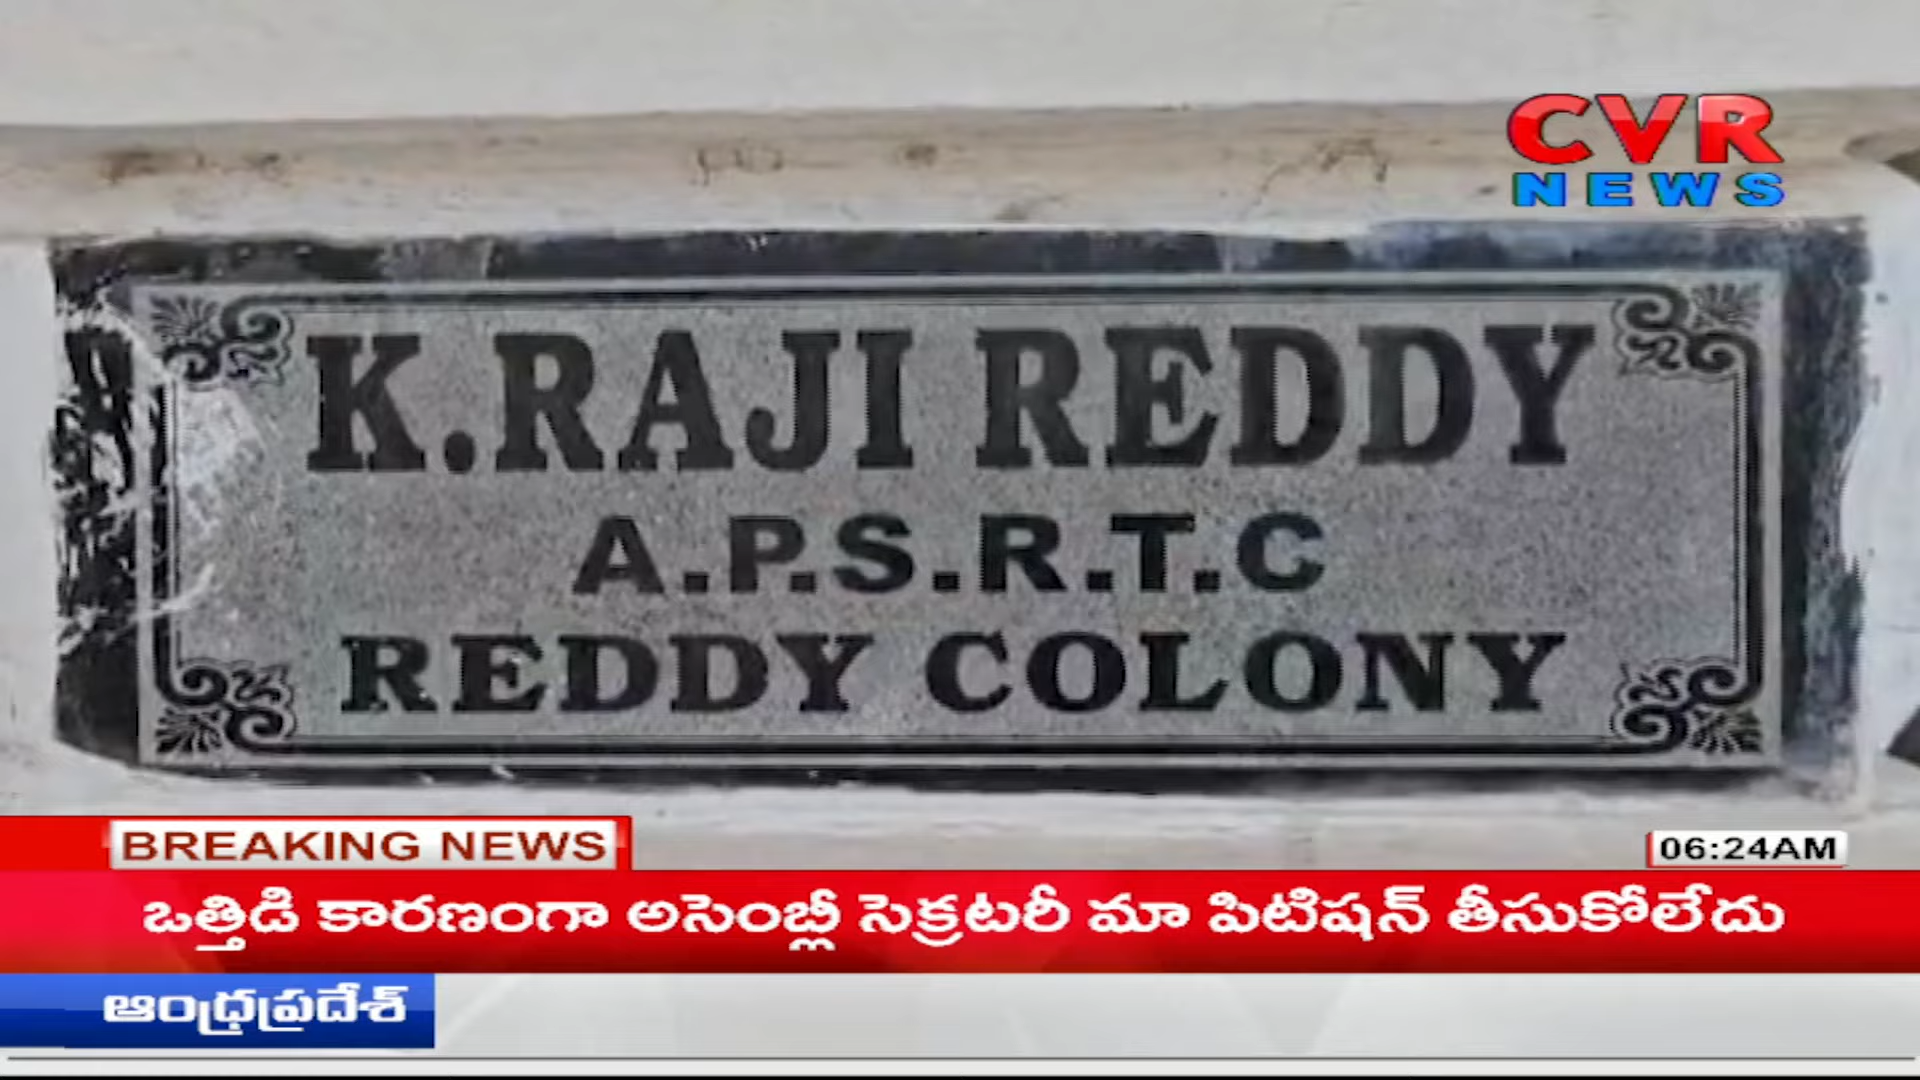 CVR
NEWS
K.RAJI REDDY
A.P.S.R.T.C
REDDY COLONY
BREAKING NEWS
06:24AM
ఒత్తిడి కారణంగా అసెంబ్లీ సెక్రటరీ మా పిటిషన్ తీసుకోలేదు
ఆంధ్రప్రదేశ్